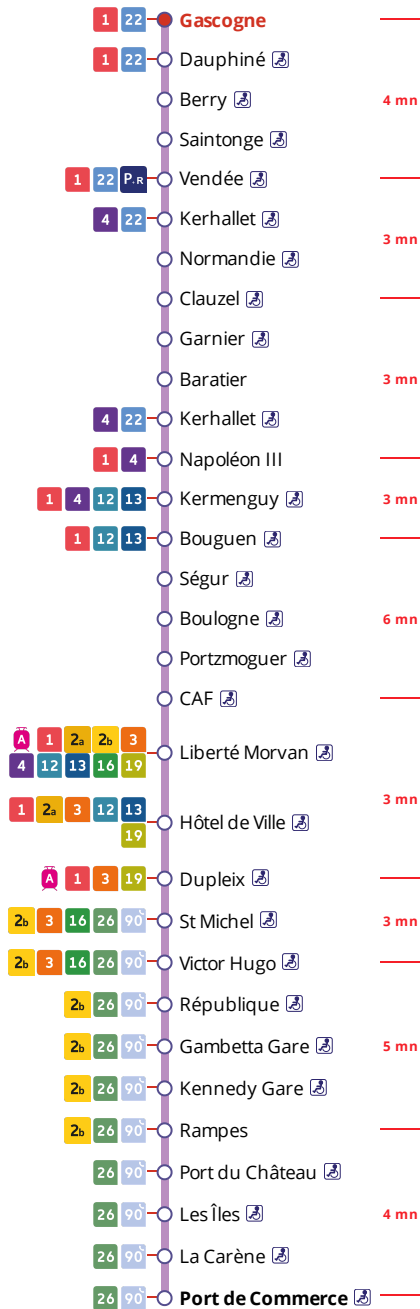 1 22 Gascogne
1 22 Dauphiné
Berry 4 mn
Saintonge
1 22 P+R Vendée
4 22 Kerhallet
Normandie 3 mn
Clauzel
Garnier
Baratier 3 mn
4 22 Kerhallet
1 4 Napoléon III
1 4 12 13 Kermenguy 3 mn
1 12 13 Bouguen
Ségur
Boulogne 6 mn
Portzmoguer
CAF
A 1 2a 2b 3
4 12 13 16 19 Liberté Morvan
3 mn
1 2a 3 12 13
19 Hôtel de Ville
A 1 3 19 Dupleix
2b 3 16 26 90 St Michel 3 mn
2b 3 16 26 90 Victor Hugo
2b 26 90 République
2b 26 90 Gambetta Gare 5 mn
2b 26 90 Kennedy Gare
2b 26 90 Rampes
26 90 Port du Château
26 90 Les Îles 4 mn
26 90 La Carène
26 90 Port de Commerce